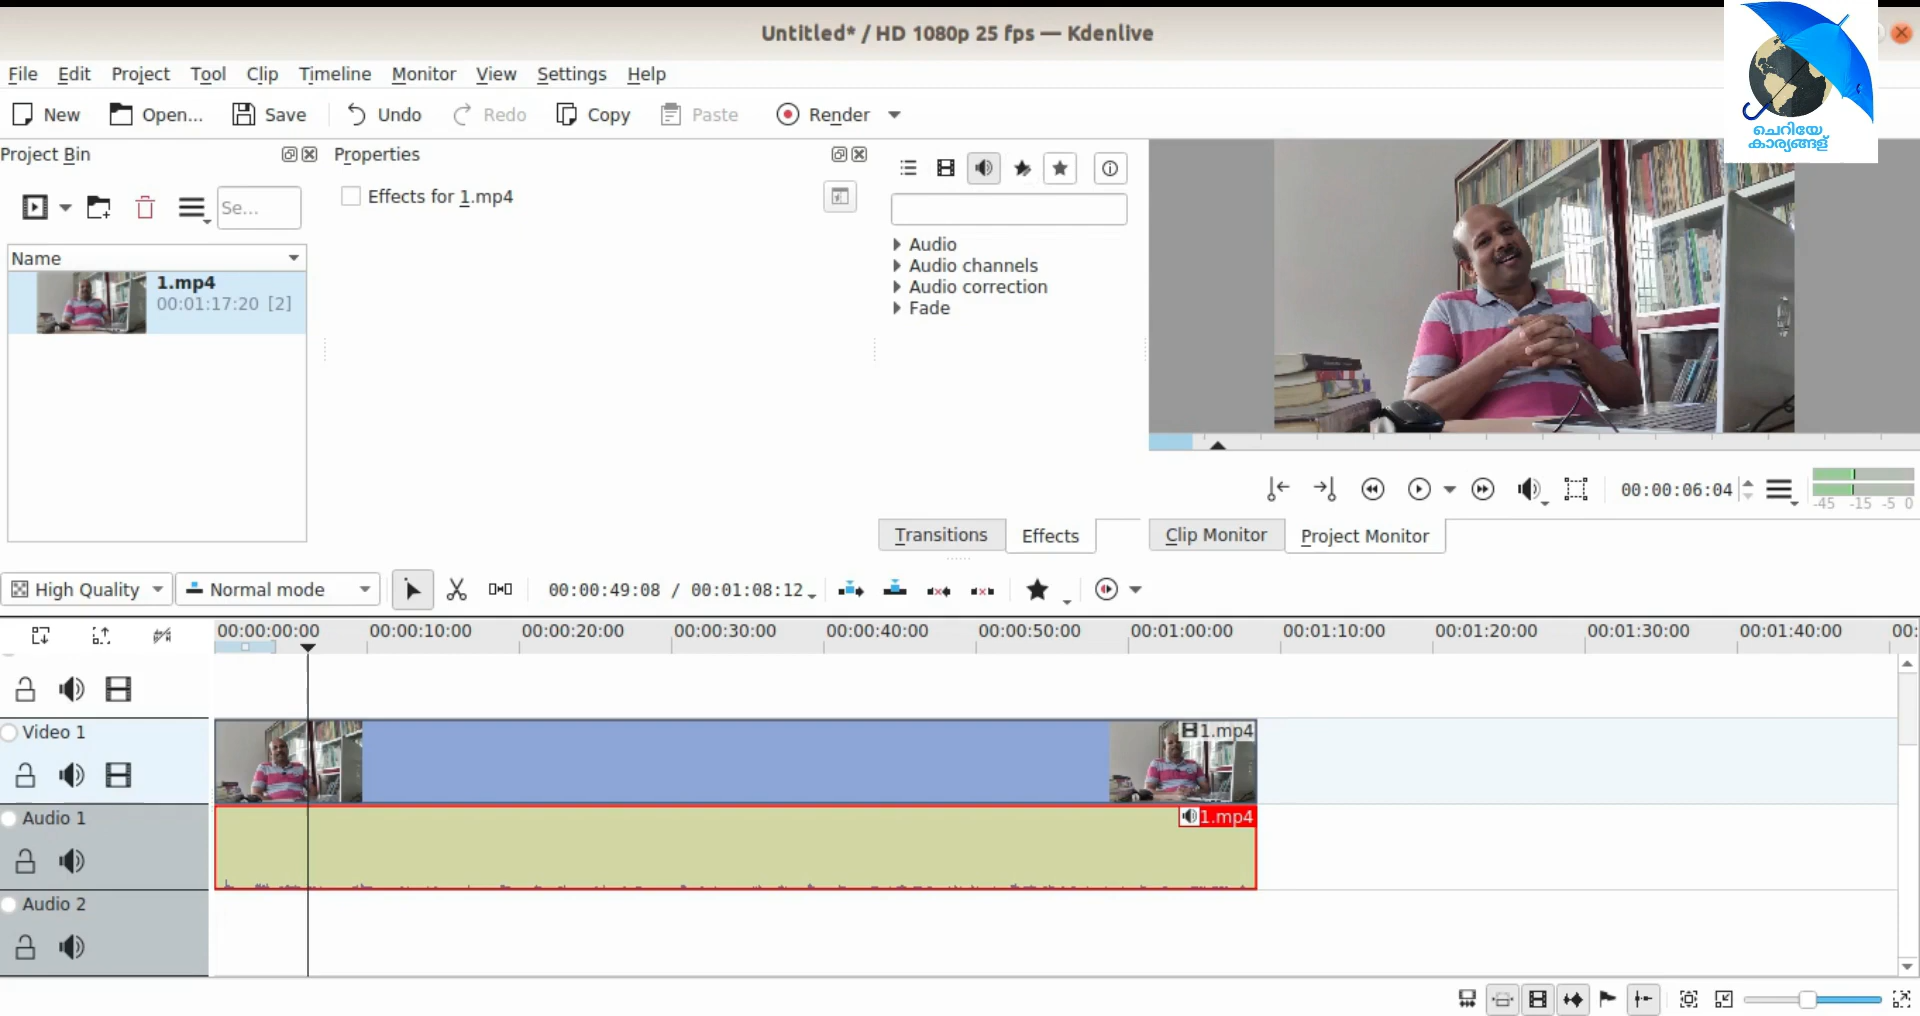 Untitled* / HD 1080p 25 fps — Kdenlive
File Edit Project Tool Clip Timeline Monitor View Settings Help
New Open... Save Undo Redo Copy Paste Render
ചെറിയേ
കാര്യങ്ങള്
Project Bin
Properties
Effects for 1.mp4
Se...
Name
1.mp4
00:01:17:20 [2]
Audio
Audio channels
Audio correction
Fade
00:00:06:04
-45 -15 -5 0
Transitions Effects
Clip Monitor Project Monitor
High Quality Normal mode 00:00:49:08 / 00:01:08:12
00:00:00:00 00:00:10:00 00:00:20:00 00:00:30:00 00:00:40:00 00:00:50:00 00:01:00:00 00:01:10:00 00:01:20:00 00:01:30:00 00:01:40:00 00:
Video 1
1.mp4
Audio 1
1.mp4
Audio 2